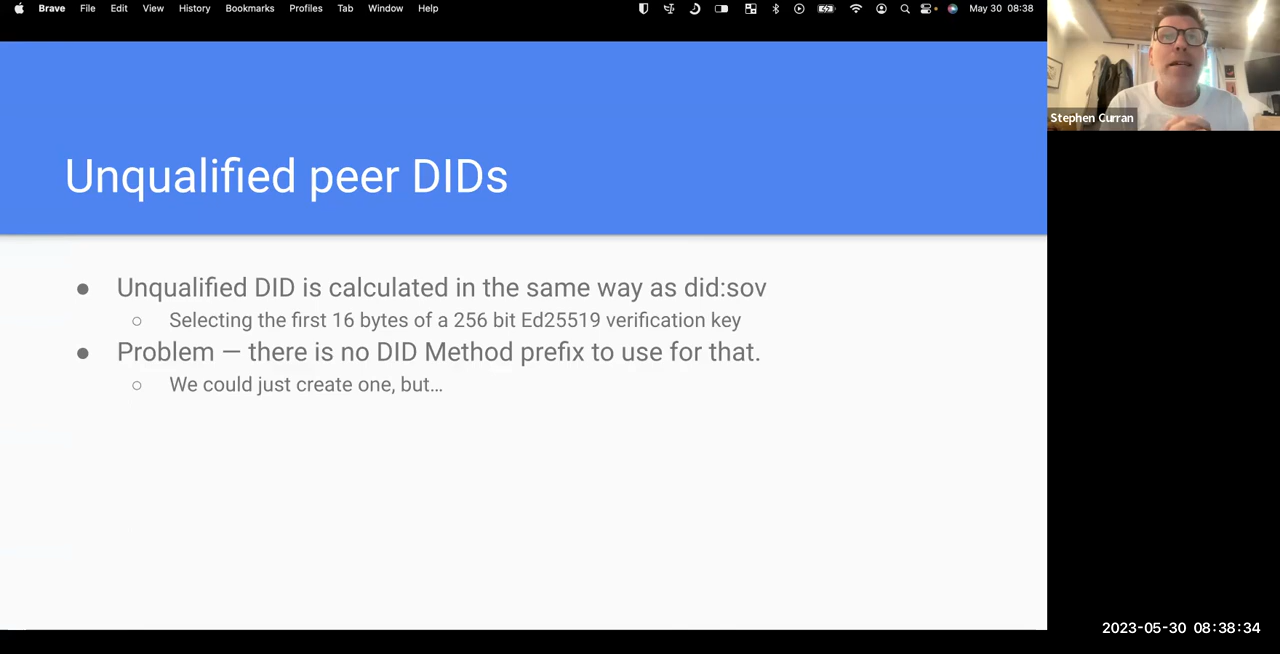 Brave File Edit View History Bookmarks Profiles Tab Window Help May 30 08:38
Stephen Curran
Unqualified peer DIDs
● Unqualified DID is calculated in the same way as did:sov
○ Selecting the first 16 bytes of a 256 bit Ed25519 verification key
● Problem — there is no DID Method prefix to use for that.
○ We could just create one, but…
2023-05-30 08:38:34